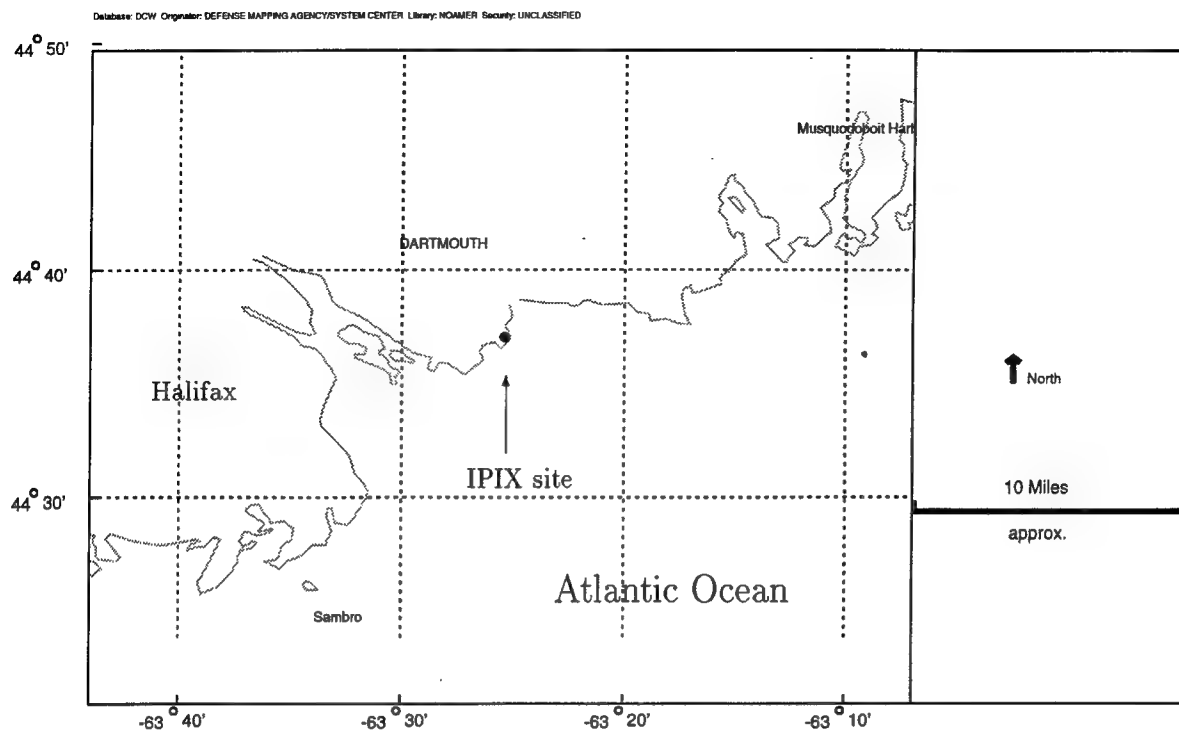 Database: DCW Originator: DEFENSE MAPPING AGENCY/SYSTEM CENTER Library: NOAMER Security: UNCLASSIFIED
44° 50'
Musquodoboit Harb
DARTMOUTH
44° 40'
Halifax
North
IPIX site
44° 30'
10 Miles
approx.
Atlantic Ocean
Sambro
-63° 40'
-63° 30'
-63° 20'
-63° 10'